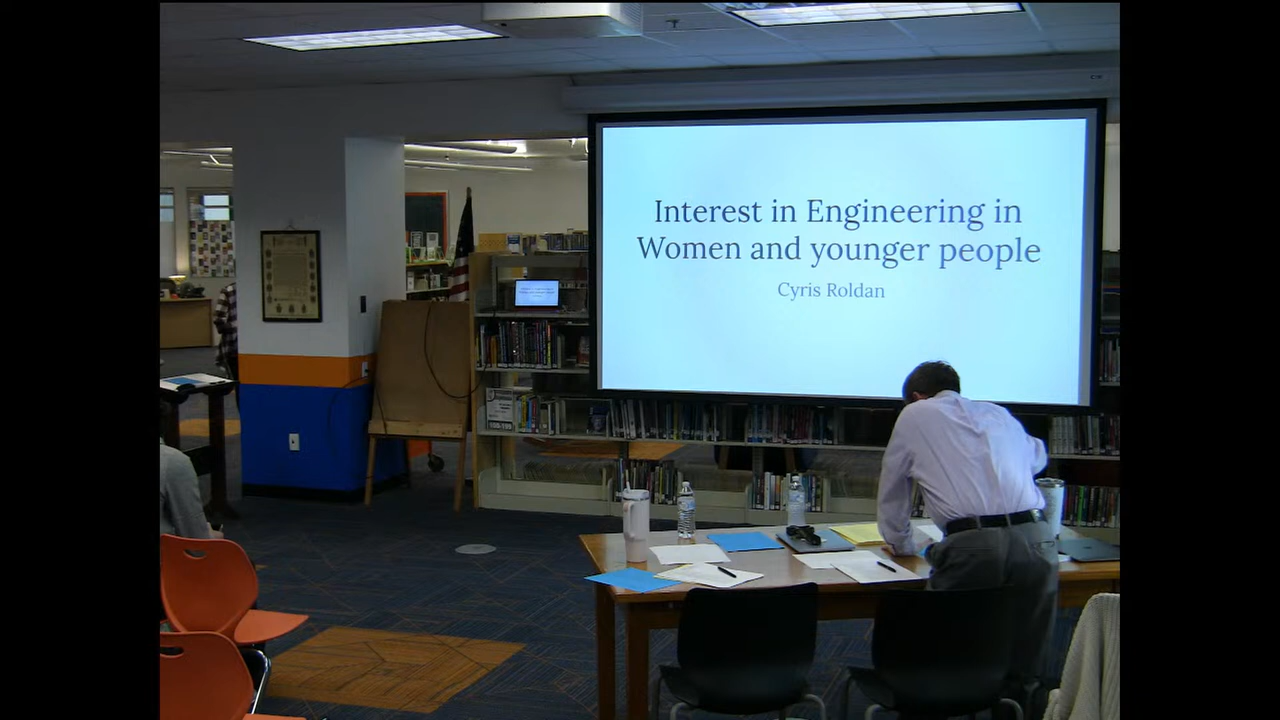 Interest in Engineering in
Women and younger people
Cyris Roldan